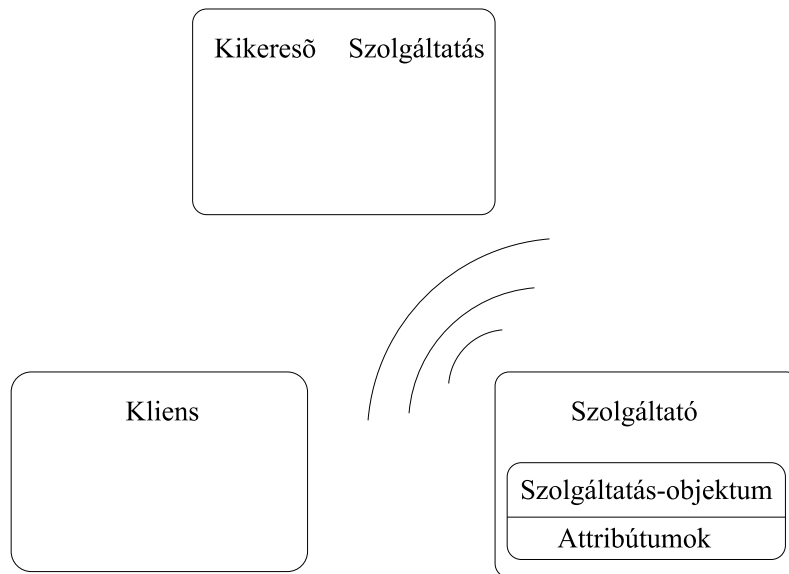 Kikeresõ Szolgáltatás
Kliens
Szolgáltató
Szolgáltatás-objektum
Attribútumok